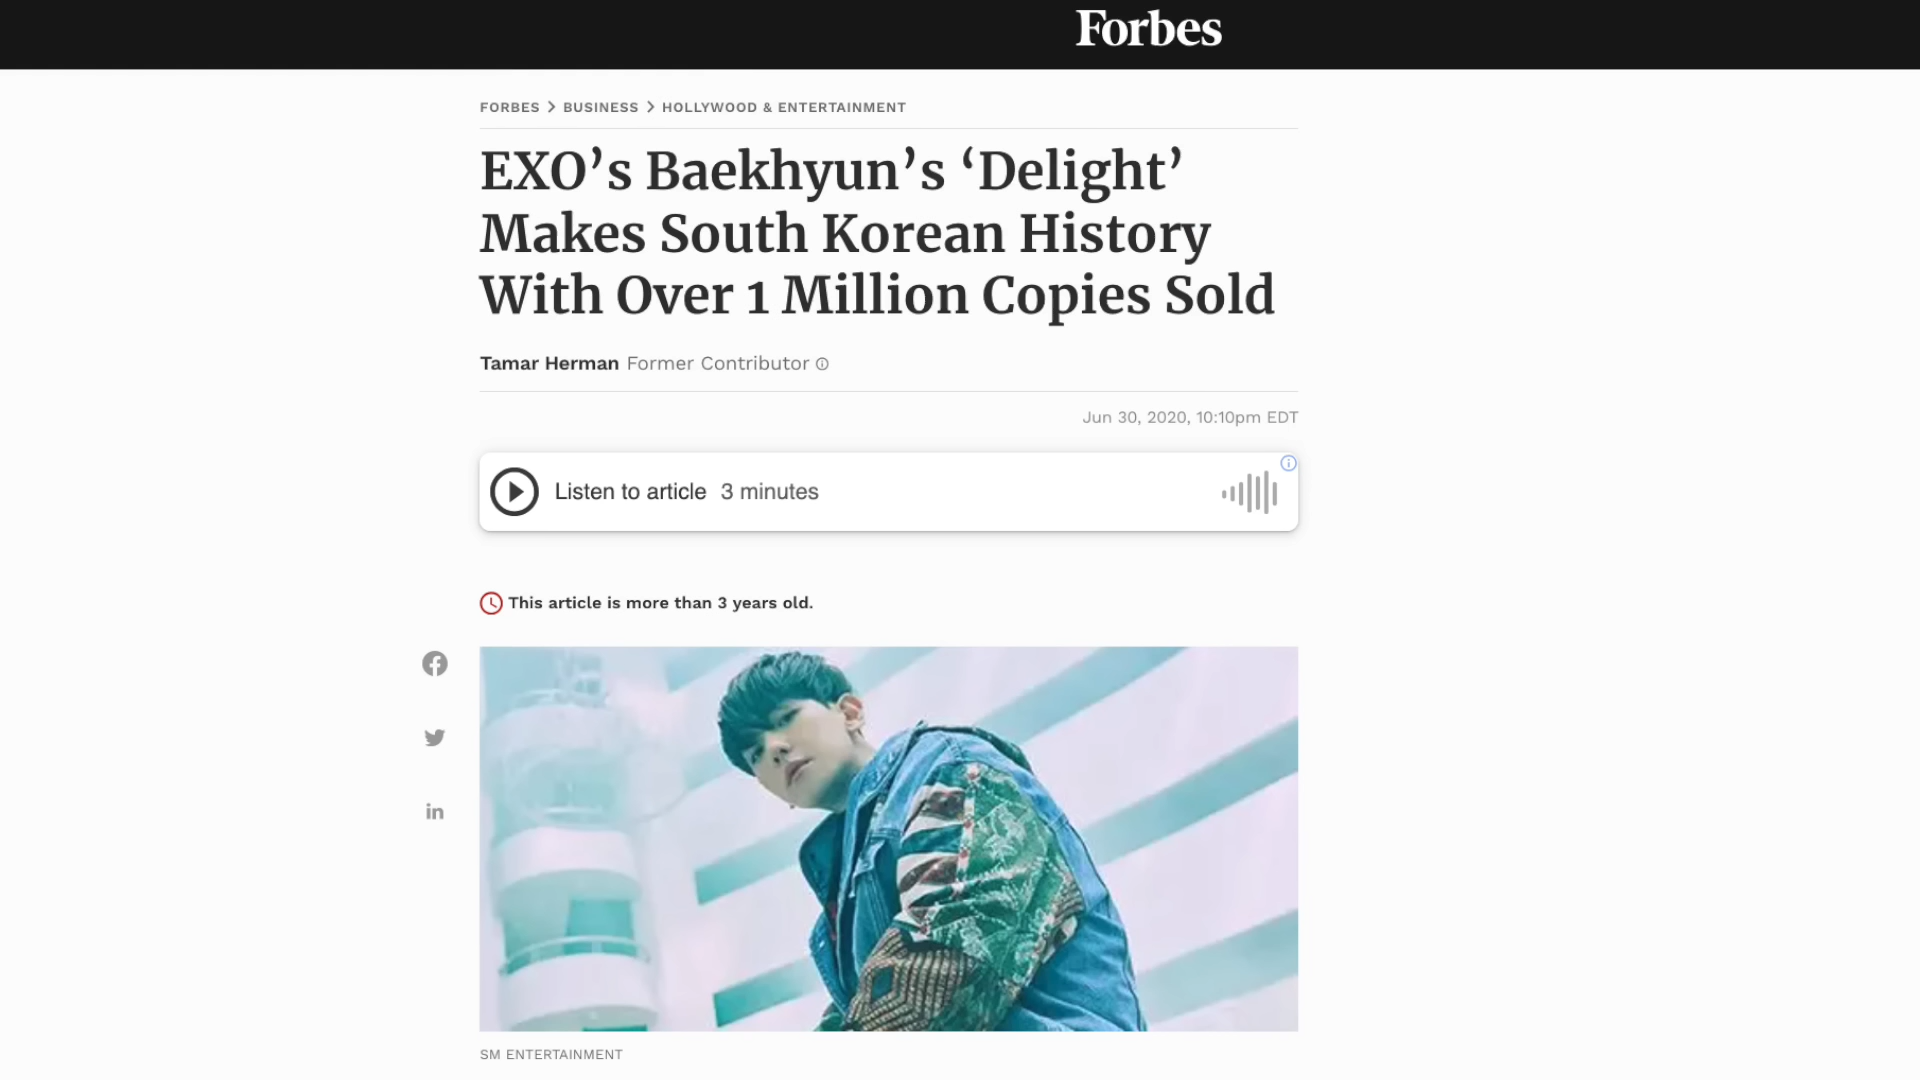 Forbes
FORBES > BUSINESS > HOLLYWOOD & ENTERTAINMENT
EXO’s Baekhyun’s ‘Delight’
Makes South Korean History
With Over 1 Million Copies Sold
Tamar Herman Former Contributor
Jun 30, 2020, 10:10pm EDT
Listen to article 3 minutes
This article is more than 3 years old.
in
SM ENTERTAINMENT